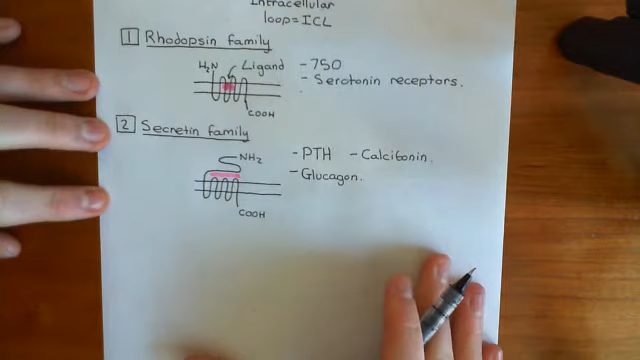 Intracellular
loop = ICL
1 Rhodopsin family
H₂N Ligand - 750
- Serotonin receptors.
COOH
2 Secretin family
NH₂ - PTH - Calcitonin.
- Glucagon.
COOH